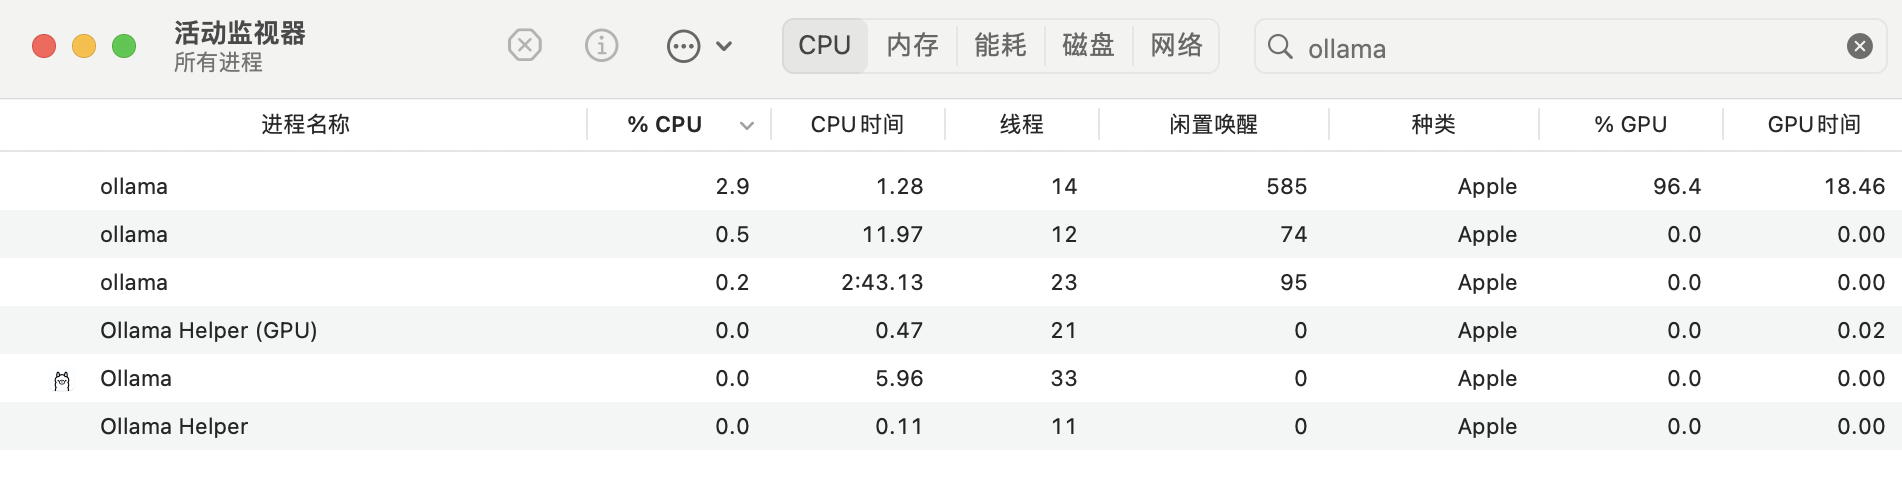 活动监视器
所有进程
CPU 内存 能耗 磁盘 网络
ollama
进程名称 % CPU CPU时间 线程 闲置唤醒 种类 % GPU GPU时间
ollama 2.9 1.28 14 585 Apple 96.4 18.46
ollama 0.5 11.97 12 74 Apple 0.0 0.00
ollama 0.2 2:43.13 23 95 Apple 0.0 0.00
Ollama Helper (GPU) 0.0 0.47 21 0 Apple 0.0 0.02
Ollama 0.0 5.96 33 0 Apple 0.0 0.00
Ollama Helper 0.0 0.11 11 0 Apple 0.0 0.00